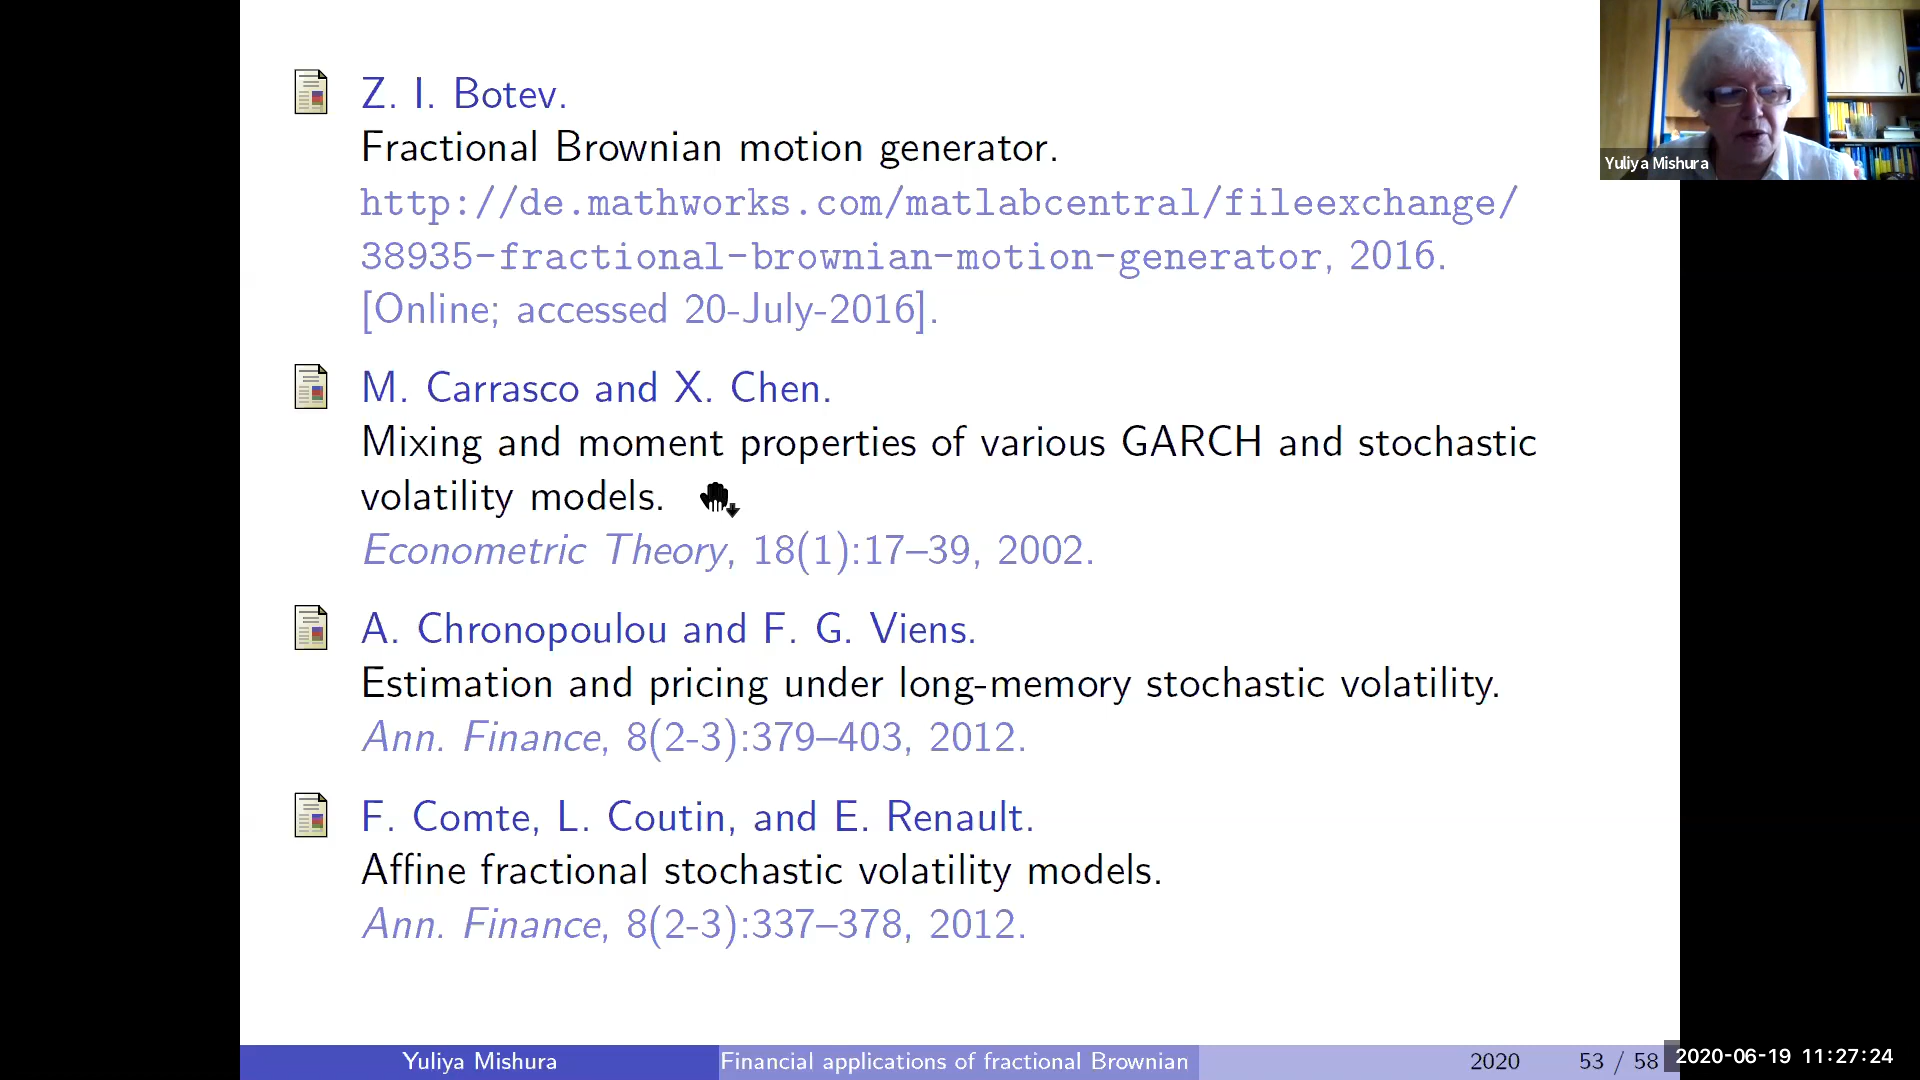 Z. I. Botev.
Fractional Brownian motion generator.
http://de.mathworks.com/matlabcentral/fileexchange/
38935-fractional-brownian-motion-generator, 2016.
[Online; accessed 20-July-2016].
M. Carrasco and X. Chen.
Mixing and moment properties of various GARCH and stochastic
volatility models.
Econometric Theory, 18(1):17–39, 2002.
A. Chronopoulou and F. G. Viens.
Estimation and pricing under long-memory stochastic volatility.
Ann. Finance, 8(2-3):379–403, 2012.
F. Comte, L. Coutin, and E. Renault.
Affine fractional stochastic volatility models.
Ann. Finance, 8(2-3):337–378, 2012.
Yuliya Mishura
Yuliya Mishura
Financial applications of fractional Brownian
2020
53 / 58
2020-06-19 11:27:24